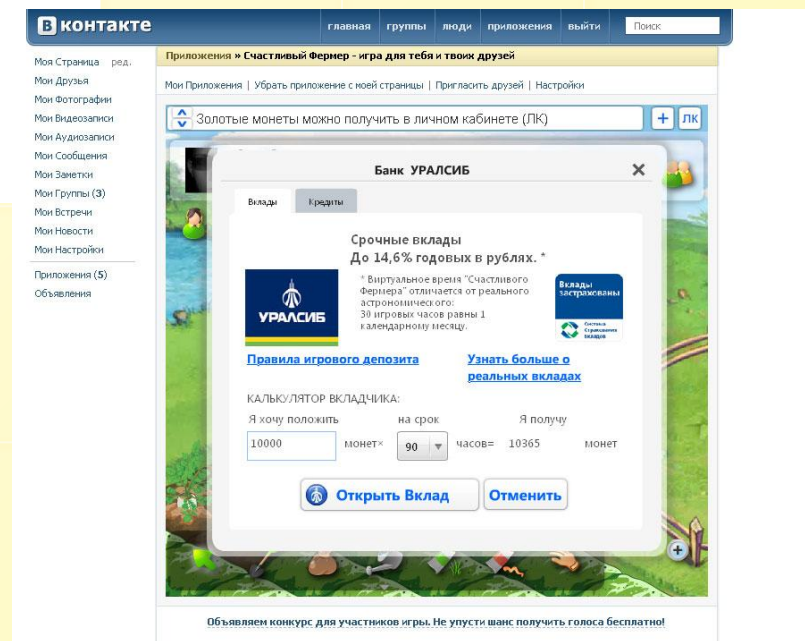 В контакте
главная группы люди приложения выйти Поиск
Моя Страница ред.
Мои Друзья
Мои Фотографии
Мои Видеозаписи
Мои Аудиозаписи
Мои Сообщения
Мои Заметки
Мои Группы (3)
Мои Встречи
Мои Новости
Мои Настройки
Приложения (5)
Объявления
Приложения » Счастливый Фермер - игра для тебя и твоих друзей
Мои Приложения | Убрать приложение с моей страницы | Пригласить друзей | Настройки
Золотые монеты можно получить в личном кабинете (ЛК) + ЛК
Банк УРАЛСИБ
Вклады Кредиты
Срочные вклады
До 14,6% годовых в рублях. *
* Виртуальное время "Счастливого
Фермера" отличается от реального
астрономического:
30 игровых часов равны 1
календарному месяцу.
УРАЛСИБ
Вклады
застрахованы
Система
Страхования
вкладов
Правила игрового депозита
Узнать больше о
реальных вкладах
КАЛЬКУЛЯТОР ВКЛАДЧИКА:
Я хочу положить на срок Я получу
10000 монет× 90 часов= 10365 монет
Открыть Вклад Отменить
Объявляем конкурс для участников игры. Не упусти шанс получить голоса бесплатно!